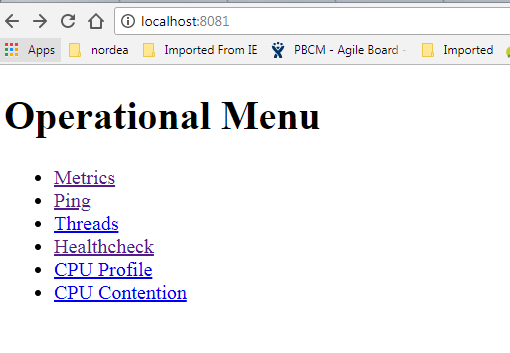 localhost:8081
Apps nordea Imported From IE PBCM - Agile Board - Imported
Operational Menu
Metrics
Ping
Threads
Healthcheck
CPU Profile
CPU Contention